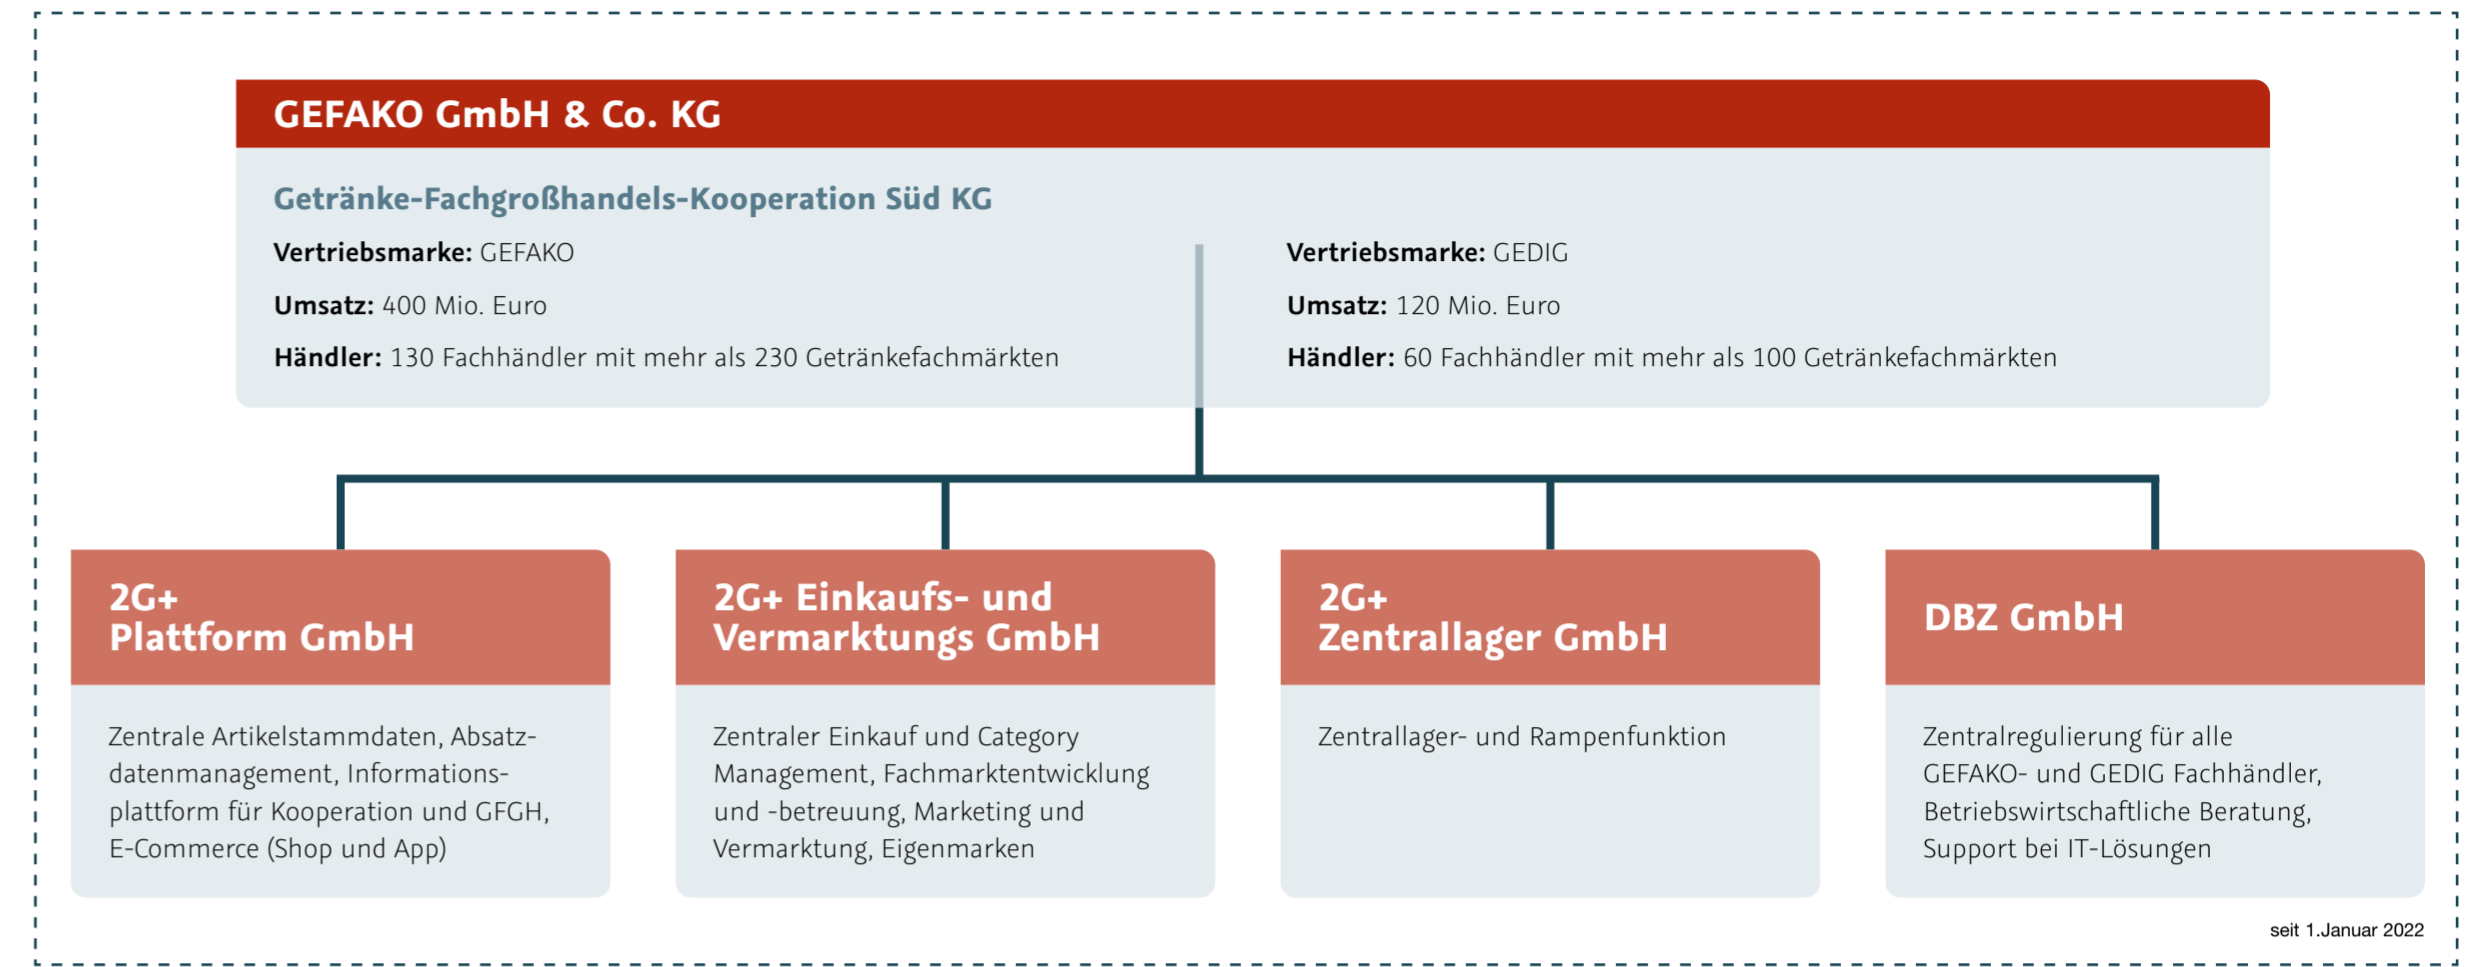 GEFAKO GmbH & Co. KG
Getränke-Fachgroßhandels-Kooperation Süd KG
Vertriebsmarke: GEFAKO
Umsatz: 400 Mio. Euro
Händler: 130 Fachhändler mit mehr als 230 Getränkefachmärkten
Vertriebsmarke: GEDIG
Umsatz: 120 Mio. Euro
Händler: 60 Fachhändler mit mehr als 100 Getränkefachmärkten
2G+
Plattform GmbH
Zentrale Artikelstammdaten, Absatz-
datenmanagement, Informations-
plattform für Kooperation und GFGH,
E-Commerce (Shop und App)
2G+ Einkaufs- und
Vermarktungs GmbH
Zentraler Einkauf und Category
Management, Fachmarktentwicklung
und -betreuung, Marketing und
Vermarktung, Eigenmarken
2G+
Zentrallager GmbH
Zentrallager- und Rampenfunktion
DBZ GmbH
Zentralregulierung für alle
GEFAKO- und GEDIG Fachhändler,
Betriebswirtschaftliche Beratung,
Support bei IT-Lösungen
seit 1.Januar 2022